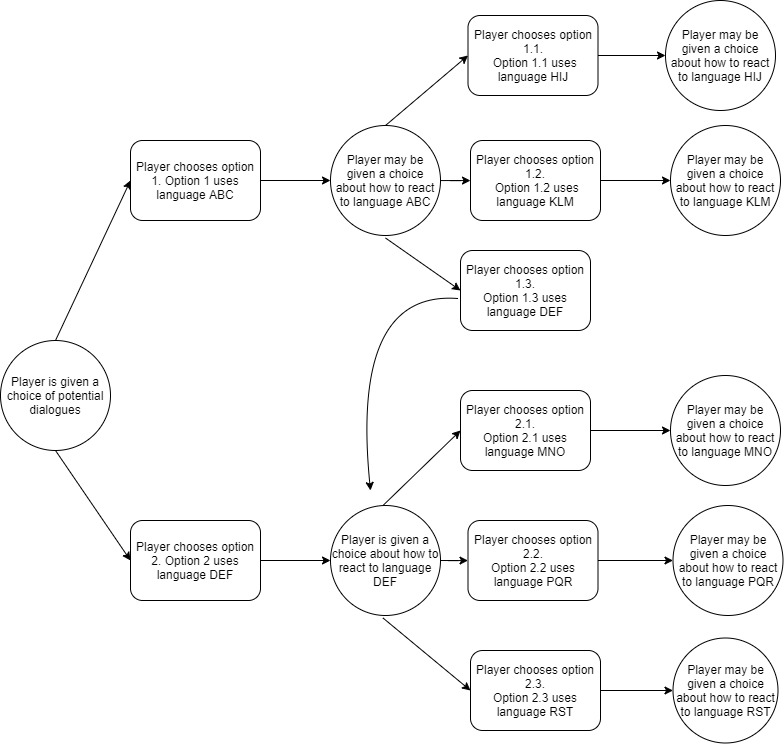 Player chooses option
1.1.
Option 1.1 uses
language HIJ
Player may be
given a choice
about how to react
to language HIJ
Player chooses option
1. Option 1 uses
language ABC
Player may be
given a choice
about how to react
to language ABC
Player chooses option
1.2.
Option 1.2 uses
language KLM
Player may be
given a choice
about how to react
to language KLM
Player chooses option
1.3.
Option 1.3 uses
language DEF
Player is given a
choice of potential
dialogues
Player chooses option
2.1.
Option 2.1 uses
language MNO
Player may be
given a choice
about how to react
to language MNO
Player chooses option
2. Option 2 uses
language DEF
Player is given a
choice about how to
react to language
DEF
Player chooses option
2.2.
Option 2.2 uses
language PQR
Player may be
given a choice
about how to react
to language PQR
Player chooses option
2.3.
Option 2.3 uses
language RST
Player may be
given a choice
about how to react
to language RST